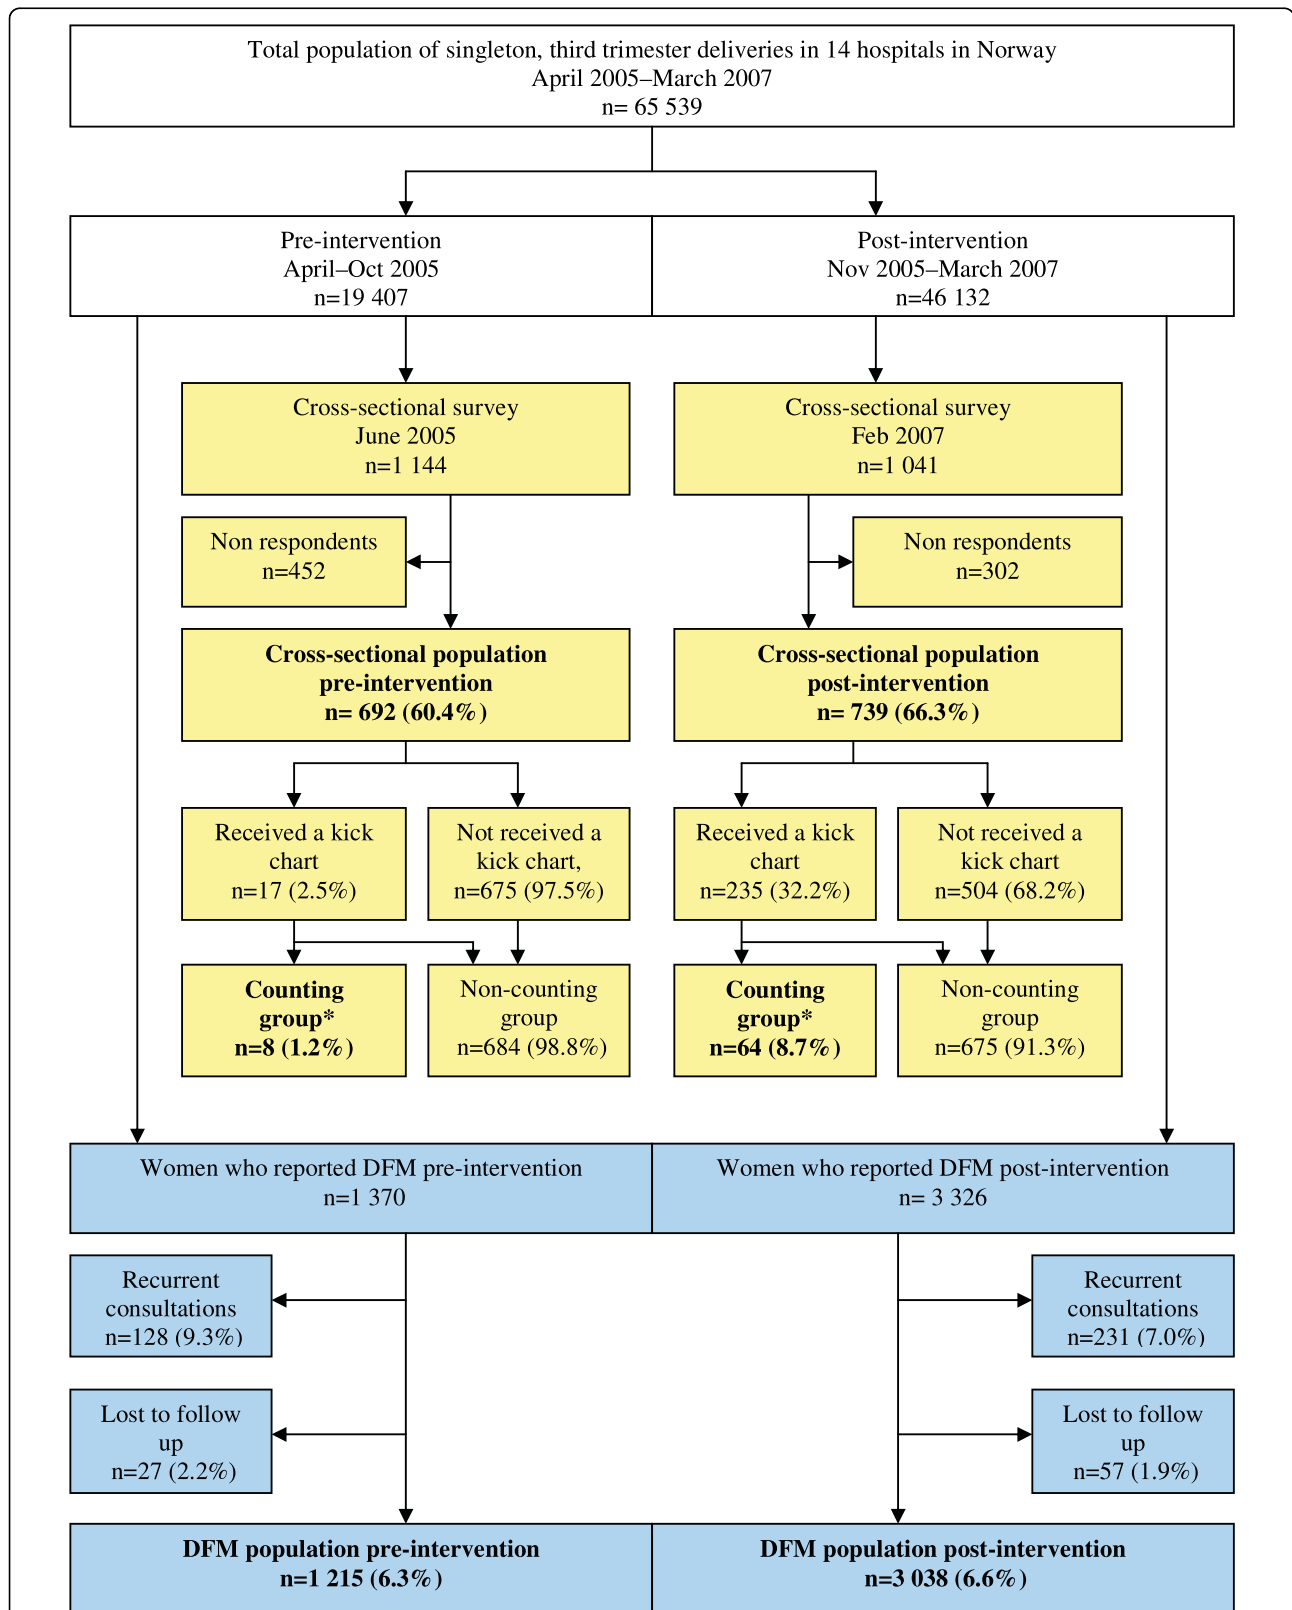 Total population of singleton, third trimester deliveries in 14 hospitals in Norway
April 2005–March 2007
n= 65 539
Pre-intervention
April–Oct 2005
n=19 407
Post-intervention
Nov 2005–March 2007
n=46 132
Cross-sectional survey
June 2005
n=1 144
Cross-sectional survey
Feb 2007
n=1 041
Non respondents
n=452
Non respondents
n=302
Cross-sectional population
pre-intervention
n= 692 (60.4%)
Cross-sectional population
post-intervention
n= 739 (66.3%)
Received a kick
chart
n=17 (2.5%)
Not received a
kick chart,
n=675 (97.5%)
Received a kick
chart
n=235 (32.2%)
Not received a
kick chart
n=504 (68.2%)
Counting
group*
n=8 (1.2%)
Non-counting
group
n=684 (98.8%)
Counting
group*
n=64 (8.7%)
Non-counting
group
n=675 (91.3%)
Women who reported DFM pre-intervention
n=1 370
Women who reported DFM post-intervention
n= 3 326
Recurrent
consultations
n=128 (9.3%)
Recurrent
consultations
n=231 (7.0%)
Lost to follow
up
n=27 (2.2%)
Lost to follow
up
n=57 (1.9%)
DFM population pre-intervention
n=1 215 (6.3%)
DFM population post-intervention
n=3 038 (6.6%)